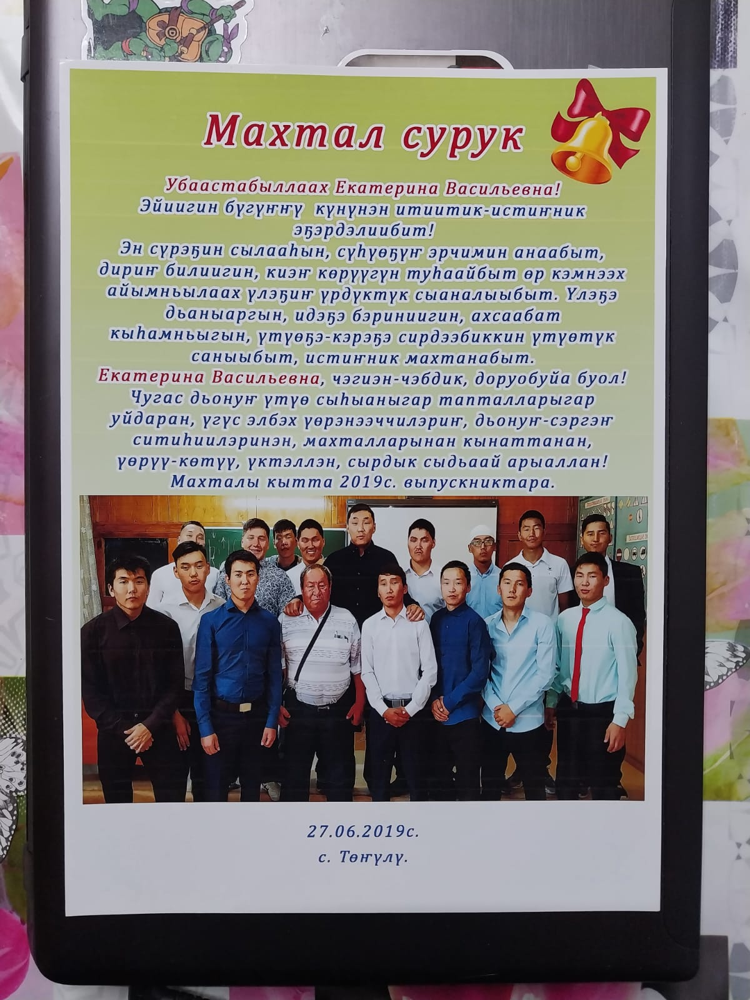 Махтал сурук
Убаастабыллаах Екатерина Васильевна!
Эйиигин бүгүҥҥү күнүнэн итиитик-истиҥник
эҕэрдэлиибит!
Эн сүрэҕин сылааһын, сүһүөҕүҥ эрчимин анаабыт,
дириҥ билиигин, киэҥ көрүүгүн туһаайбыт өр кэмнээх
айымньылаах үлэҕиҥ үрдүктүк сыаналыыбыт. Үлэҕэ
дьаныаргын, идэҕэ бэриниигин, ахсаабат
кыһамньыгын, үтүөҕэ-кэрэҕэ сирдээбиккин үтүөтүк
саныыбыт, истиҥник махтанабыт.
Екатерина Васильевна, чэгиэн-чэбдик, доруобуйа буол!
Чугас дьонуҥ үтүө сыһыаныгар тапталларыгар
уйдаран, үгүс элбэх үөрэнээччилэриҥ, дьонуҥ-сэргэҥ
ситиһиилэринэн, махталларынан кынаттанан,
үөрүү-көтүү, үктэллэн, сырдык сыдьаай арыаллан!
Махталы кытта 2019с. выпускниктара.
27.06.2019с.
с. Төҥүлү.